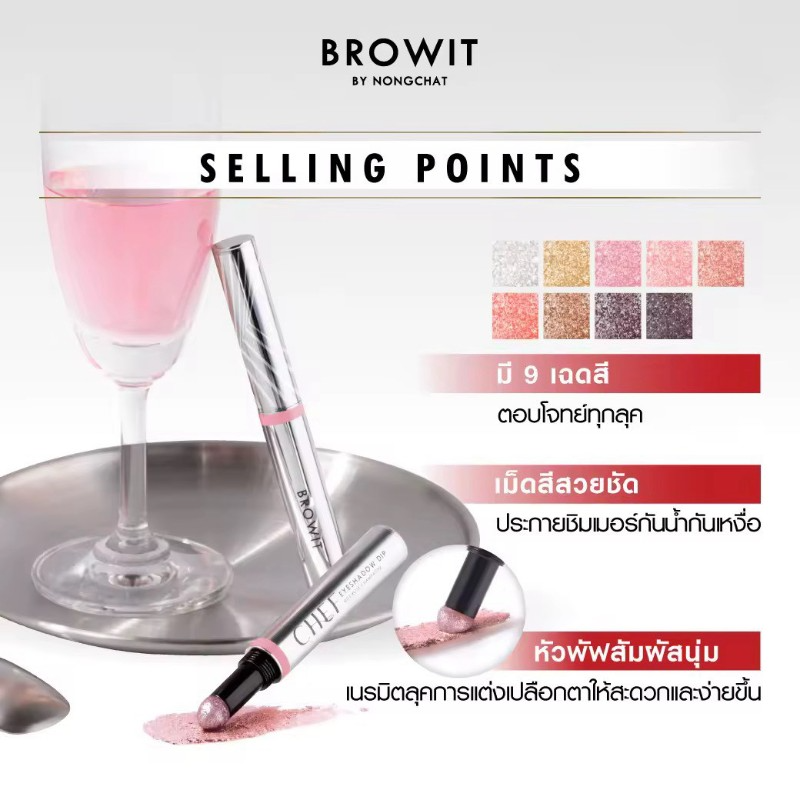 BROWIT
BY NONGCHAT
SELLING POINTS
มี 9 เฉดสี
ตอบโจทย์ทุกลุค
เม็ดสีสวยชัด
ประกายชิมเมอร์กันน้ำกันเหงื่อ
BROWIT
CHEF EYESHADOW DIP
หัวพัฟสัมผัสนุ่ม
เนรมิตลุคการแต่งเปลือกตาให้สะดวกและง่ายขึ้น